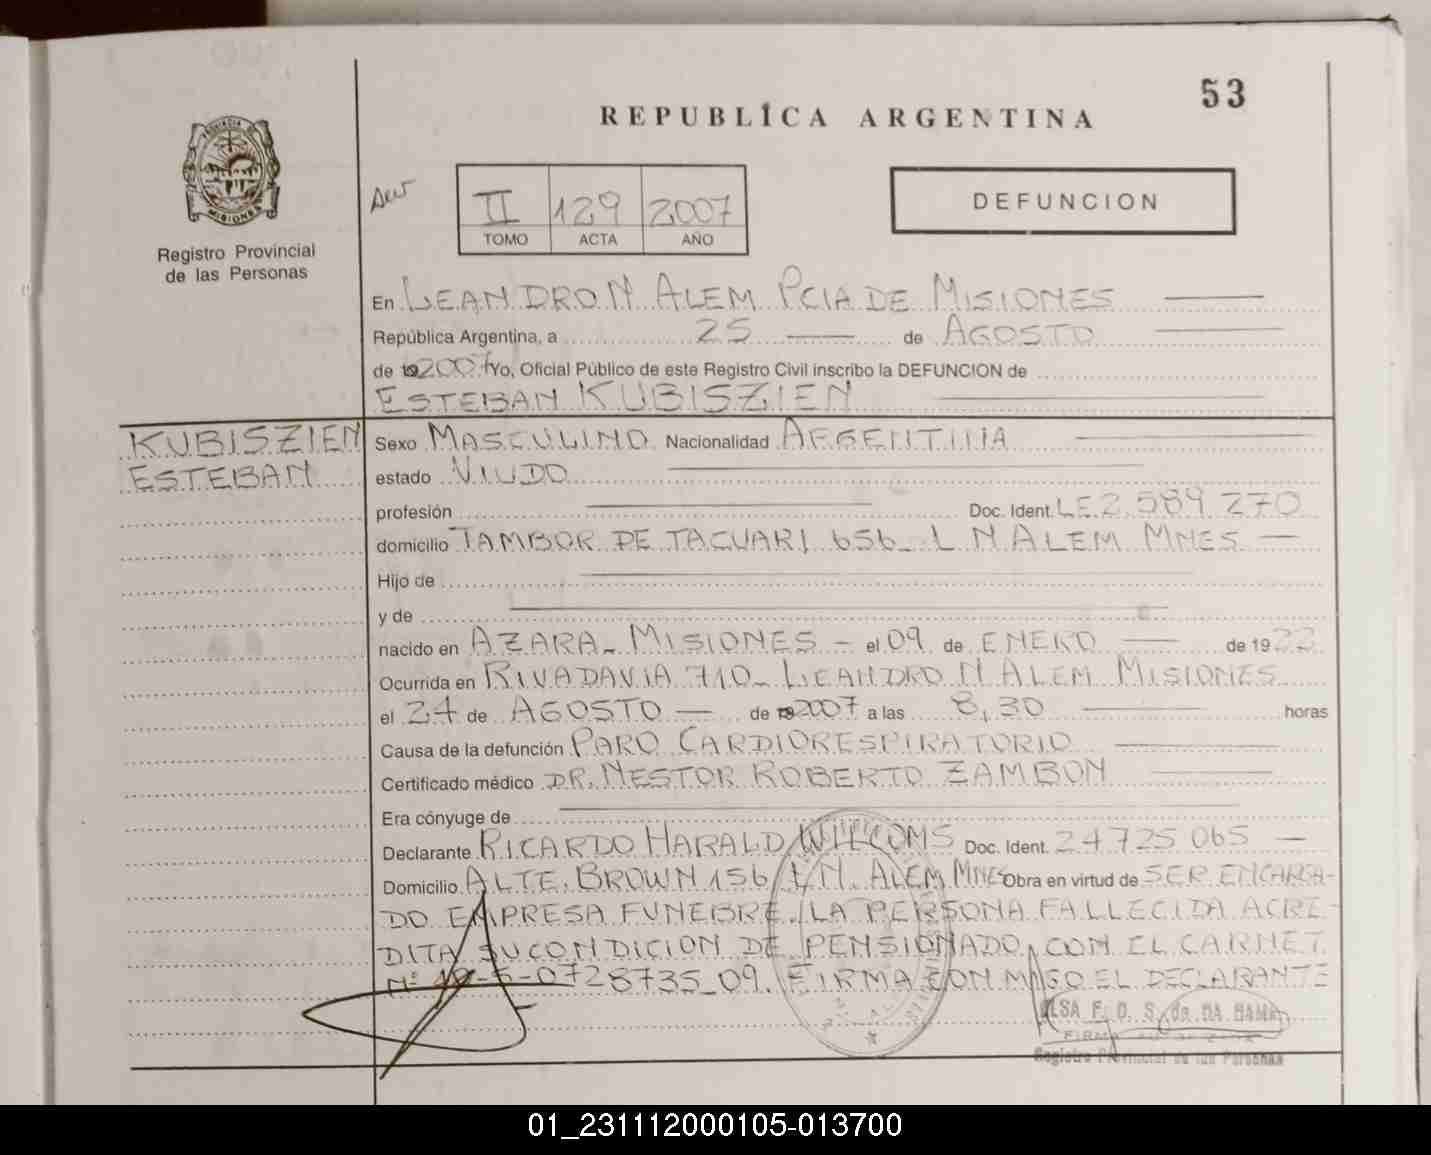 53
REPUBLICA ARGENTINA
DEFUNCION
II 129 2007
TOMO ACTA AÑO
PROVINCIA
MISIONES
Registro Provincial
de las Personas
En LEANDRO N ALEM PCIA DE MISIONES
República Argentina, a 25 de AGOSTO
de 2007 Yo, Oficial Público de este Registro Civil inscribo la DEFUNCION de
ESTEBAN KUBISZIEN
KUBISZIEN
ESTEBAN
Sexo MASCULINO Nacionalidad ARGENTINA
estado VIUDO
profesión Doc. Ident. LE 2.589.270
domicilio TAMBOR DE TACUARI 656_ L N ALEM MNES
Hijo de
y de
nacido en AZARA_ MISIONES - el 09 de ENERO de 1922
Ocurrida en RIVADAVIA 710_ LEANDRO N ALEM MISIONES
el 24 de AGOSTO de 2007 a las 8,30 horas
Causa de la defunción PARO CARDIORESPIRATORIO
Certificado médico DR. NESTOR ROBERTO ZAMBON
Era cónyuge de
Declarante RICARDO HARALD WILLCOMS Doc. Ident. 24 725 065
Domicilio ALTE. BROWN 156 L N. ALEM MNES Obra en virtud de SER ENCARGA-
DO EMPRESA FUNEBRE. LA PERSONA FALLECIDA ACRE-
DITA SU CONDICION DE PENSIONADO CON EL CARNET
Nº 10-5-0728735_09. FIRMA CONMIGO EL DECLARANTE
Registro Provincial de las Personas
01_231112000105-013700